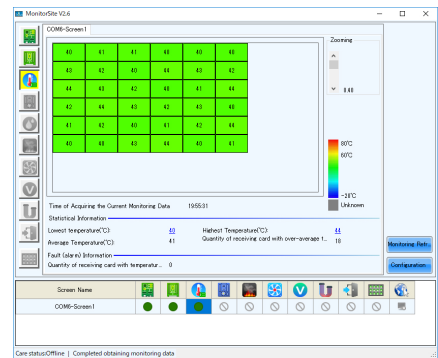 MonitorSite V2.6
COM6-Screen1
Zooming
40 41 41 40 40 40
43 42 40 44 43 42
44 40 42 40 41 44
42 44 43 42 43 40
41 42 40 41 42 44
40 40 43 44 40 41
80℃
60℃
-20℃
Unknown
Time of Acquiring the Current Monitoring Data 19:55:31
Statistical Information
Lowest temperature(℃): 40 Highest Temperature(℃): 44
Average Temperature(℃): 41 Quantity of receiving card with over-average t... 18
Fault (alarm) Information
Quantity of receiving card with temperatur... 0
Monitoring Retr...
Configuration
Screen Name
COM6-Screen1
Care status:Offline | Completed obtaining monitoring data